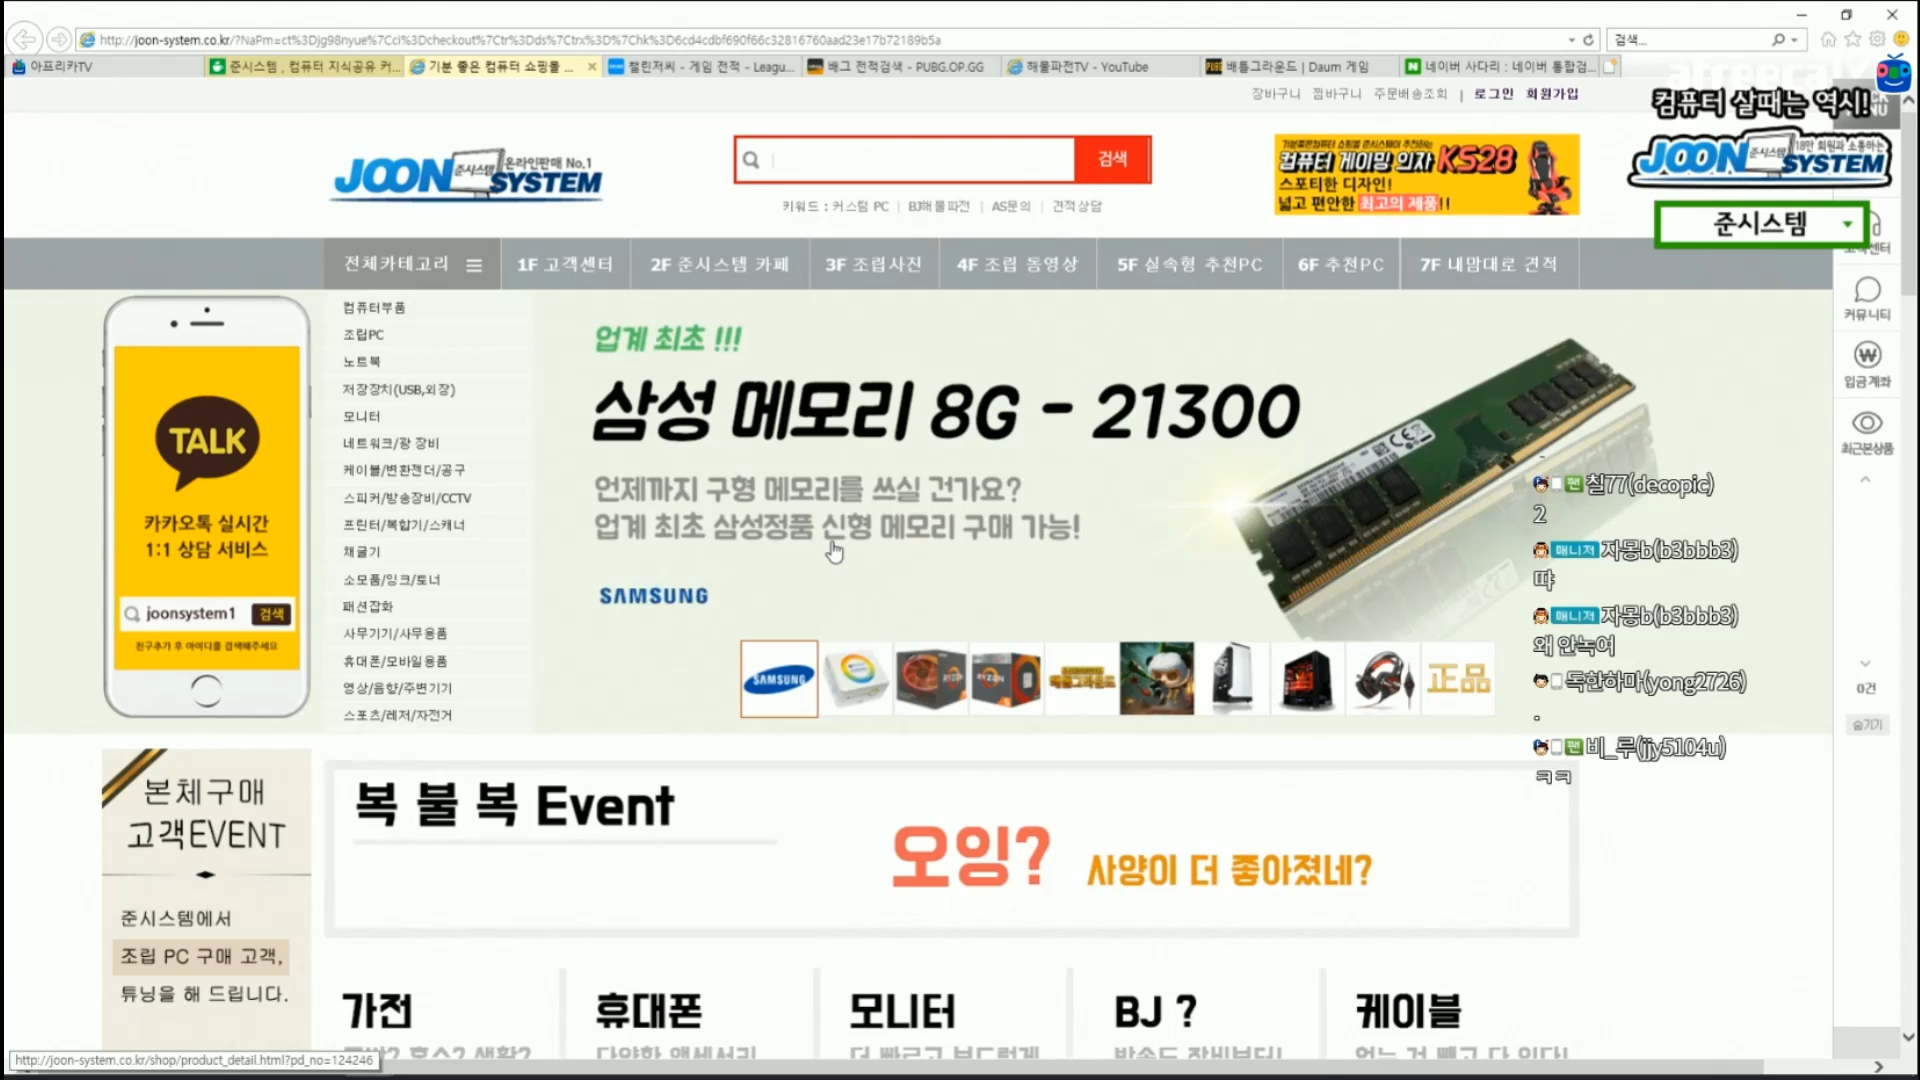 http://joon-system.co.kr/?NaPm=ct%3Djg98nyue%7Cci%3Dcheckout%7Ctr%3Dds%7Ctrx%3D%7Chk%3D6cd4cdbf690f66c32816760aad23e17b72189b5a
검색...
아프리카TV
준시스템 , 컴퓨터 지식공유 커...
기분 좋은 컴퓨터 쇼핑몰 ...
챌린저씨 - 게임 전적 - Leagu...
배그 전적검색 - PUBG.OP.GG
해물파전TV - YouTube
배틀그라운드 | Daum 게임
네이버 사다리 : 네이버 통합검...
장바구니 찜바구니 주문배송조회 | 로그인 회원가입
컴퓨터 살때는 역시!
JOON 준시스템 SYSTEM
온라인판매 No.1
검색
키워드 : 커스텀 PC | BJ해물파전 | AS문의 | 견적상담
기분좋은컴퓨터 쇼핑몰 준시스템이 추천하는
컴퓨터 게이밍 의자 KS28
스포티한 디자인!
넓고 편안한 최고의 제품!!
18만 회원과 소통하는
JOON 준시스템 SYSTEM
준시스템
전체카테고리
1F 고객센터
2F 준시스템 카페
3F 조립사진
4F 조립 동영상
5F 실속형 추천PC
6F 추천PC
7F 내맘대로 견적
고객센터
커뮤니티
입금계좌
최근본상품
0건
숨기기
TALK
카카오톡 실시간
1:1 상담 서비스
joonsystem1 검색
친구추가 후 아이디를 검색해주세요
컴퓨터부품
조립PC
노트북
저장장치(USB,외장)
모니터
네트워크/광 장비
케이블/변환젠더/공구
스피커/방송장비/CCTV
프린터/복합기/스캐너
채굴기
소모품/잉크/토너
패션잡화
사무기기/사무용품
휴대폰/모바일용품
영상/음향/주변기기
스포츠/레저/자전거
업계 최초 !!!
삼성 메모리 8G - 21300
언제까지 구형 메모리를 쓰실 건가요?
업계 최초 삼성정품 신형 메모리 구매 가능!
SAMSUNG
SAMSUNG
RYZEN
RYZEN
배틀그라운드
正品
팬 칠77(decopic)
2
매니저 자몽b(b3bbb3)
땨
매니저 자몽b(b3bbb3)
왜 안녹여
독한하마(yong2726)
。
팬 비_루(jjy5104u)
ㅋㅋ
본체구매
고객EVENT
준시스템에서
조립 PC 구매 고객,
튜닝을 해 드립니다.
복 불 복 Event
오잉?
사양이 더 좋아졌네?
가전
휴대폰
모니터
BJ ?
케이블
http://joon-system.co.kr/shop/product_detail.html?pd_no=124246